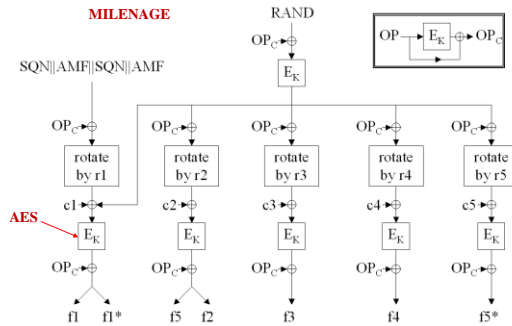 MILENAGE
RAND
OP_C
E_K
OP E_K OP_C
SQN||AMF||SQN||AMF
OP_C OP_C OP_C OP_C OP_C
rotate rotate rotate rotate rotate
by r1 by r2 by r3 by r4 by r5
c1 c2 c3 c4 c5
AES
E_K E_K E_K E_K E_K
OP_C OP_C OP_C OP_C OP_C
f1 f1* f5 f2 f3 f4 f5*